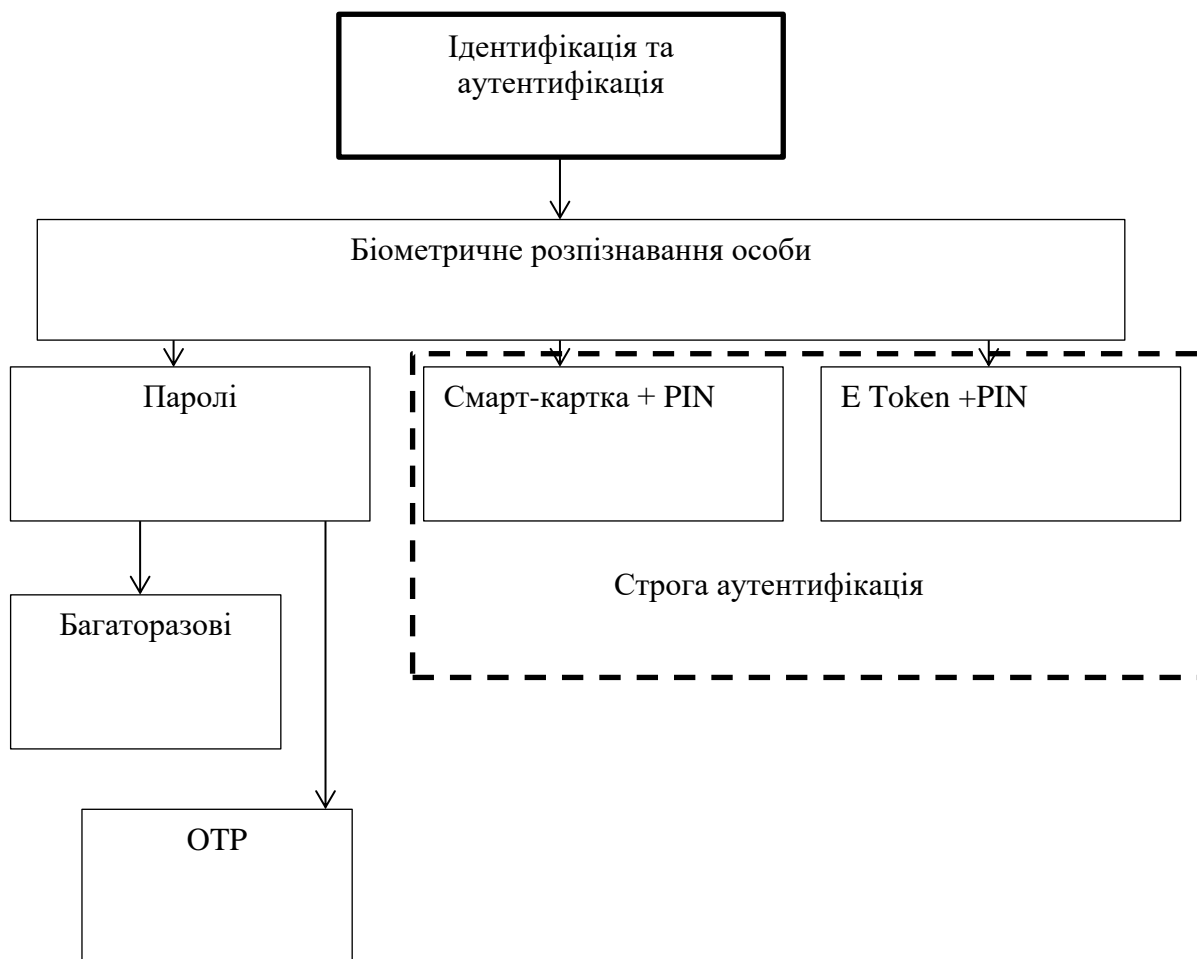 Ідентифікація та
аутентифікація
Біометричне розпізнавання особи
Паролі
Смарт-картка + PIN
E Token +PIN
Строга аутентифікація
Багаторазові
OTP